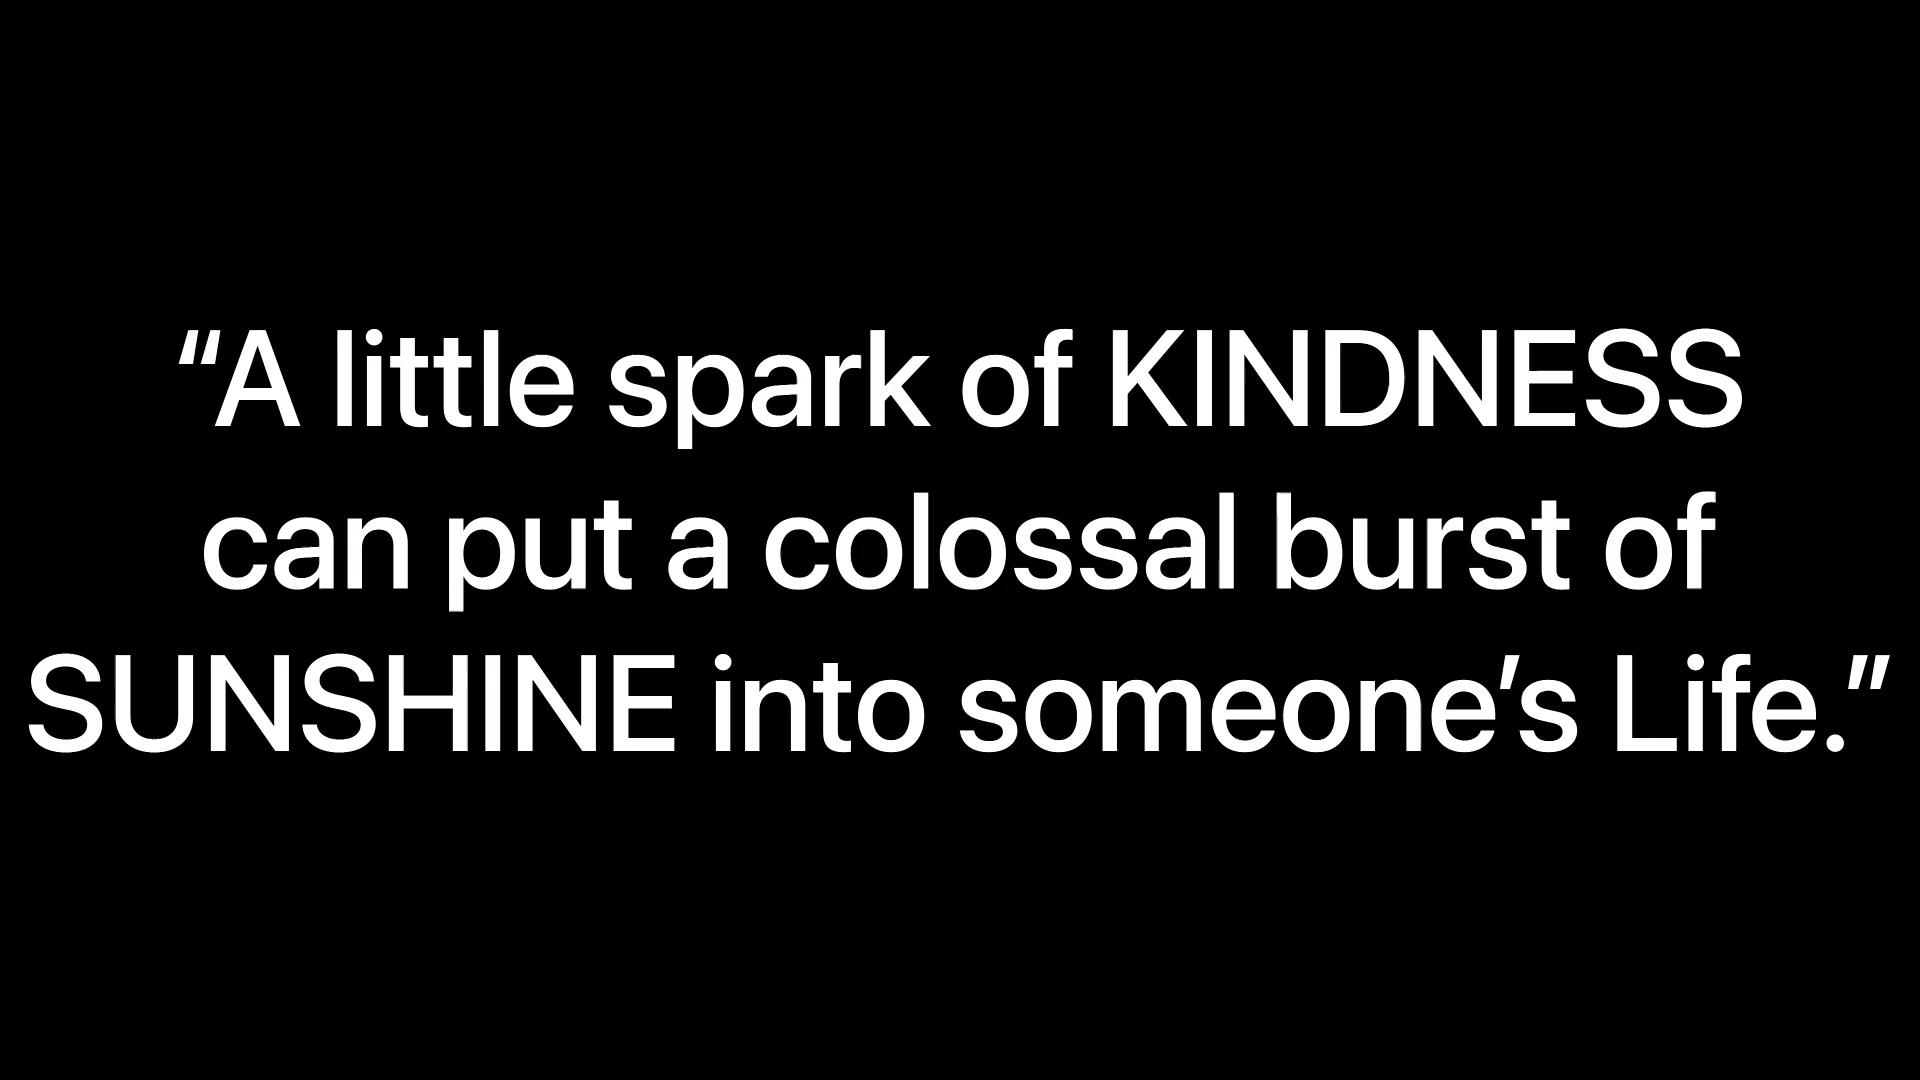 “A little spark of KINDNESS
can put a colossal burst of
SUNSHINE into someone’s Life.”